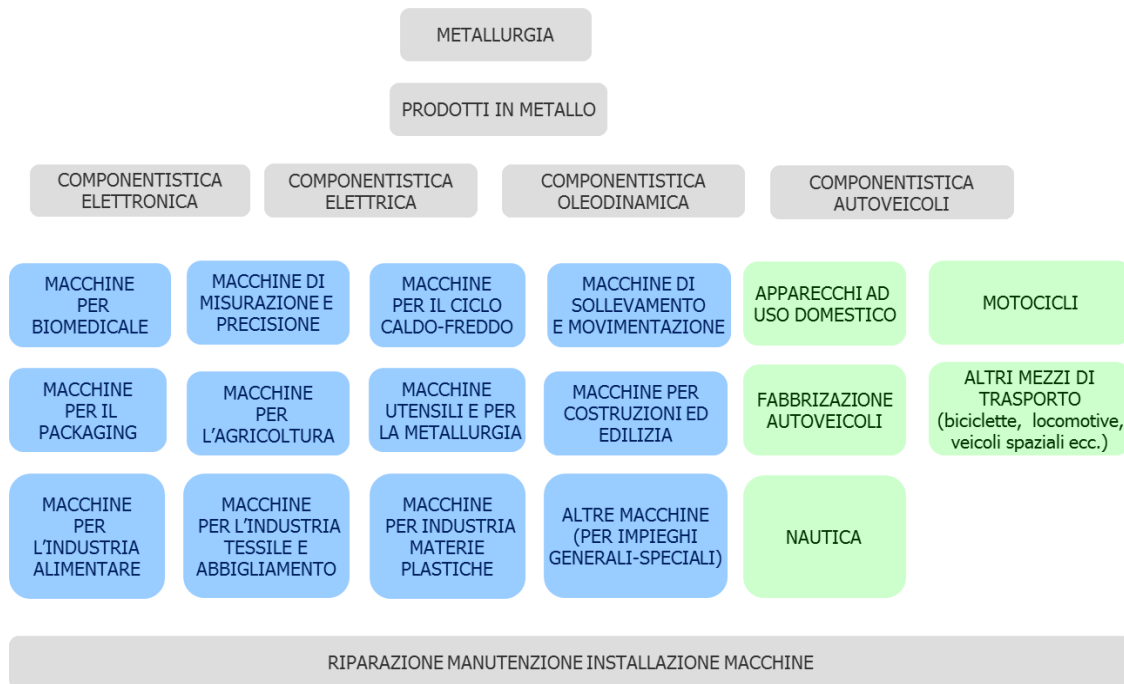 METALLURGIA
PRODOTTI IN METALLO
COMPONENTISTICA
ELETTRONICA
COMPONENTISTICA
ELETTRICA
COMPONENTISTICA
OLEODINAMICA
COMPONENTISTICA
AUTOVEICOLI
MACCHINE
PER
BIOMEDICALE
MACCHINE DI
MISURAZIONE E
PRECISIONE
MACCHINE
PER IL CICLO
CALDO-FREDDO
MACCHINE DI
SOLLEVAMENTO
E MOVIMENTAZIONE
APPARECCHI AD
USO DOMESTICO
MOTOCICLI
MACCHINE
PER IL
PACKAGING
MACCHINE
PER
L'AGRICOLTURA
MACCHINE
UTENSILI E PER
LA METALLURGIA
MACCHINE PER
COSTRUZIONI ED
EDILIZIA
FABBRIZAZIONE
AUTOVEICOLI
ALTRI MEZZI DI
TRASPORTO
(biciclette, locomotive,
veicoli spaziali ecc.)
MACCHINE
PER
L'INDUSTRIA
ALIMENTARE
MACCHINE
PER L'INDUSTRIA
TESSILE E
ABBIGLIAMENTO
MACCHINE
PER INDUSTRIA
MATERIE
PLASTICHE
ALTRE MACCHINE
(PER IMPIEGHI
GENERALI-SPECIALI)
NAUTICA
RIPARAZIONE MANUTENZIONE INSTALLAZIONE MACCHINE